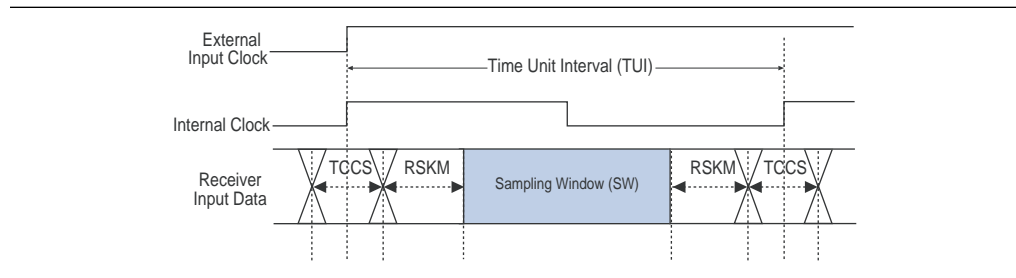 External
Input Clock
Time Unit Interval (TUI)
Internal Clock
Receiver
Input Data
TCCS
RSKM
Sampling Window (SW)
RSKM
TCCS